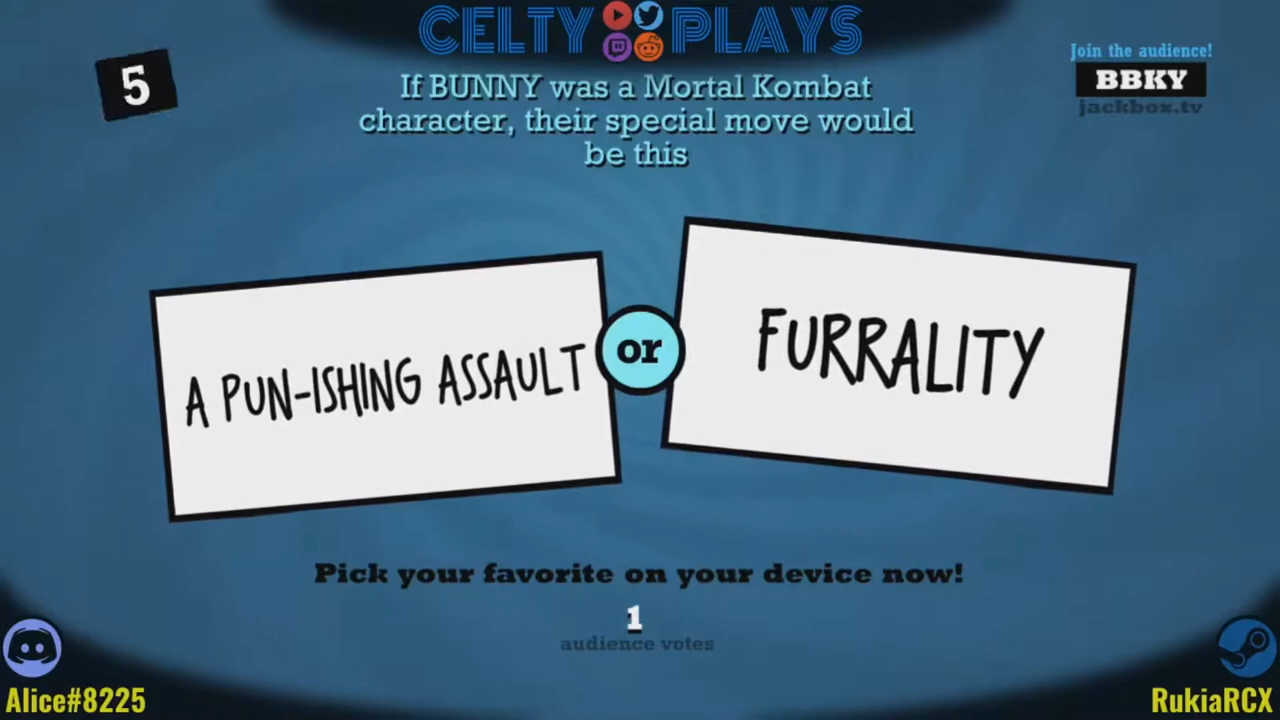 CELTY PLAYS
5
Join the audience!
BBKY
jackbox.tv
If BUNNY was a Mortal Kombat
character, their special move would
be this
A PUN-ISHING ASSAULT
or
FURRALITY
Pick your favorite on your device now!
1
audience votes
Alice#8225
RukiaRCX